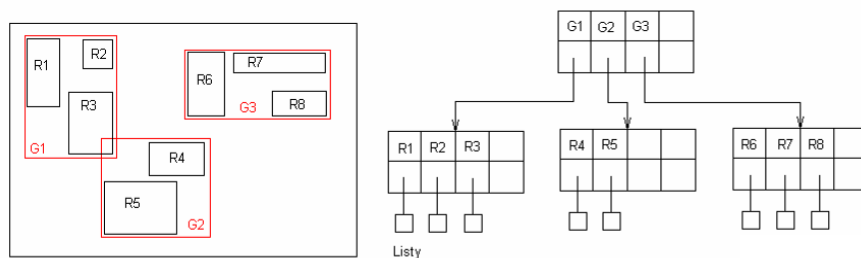 R1
R2
R3
G1
R6
R7
G3
R8
R4
R5
G2
G1 G2 G3
R1 R2 R3
R4 R5
R6 R7 R8
Listy